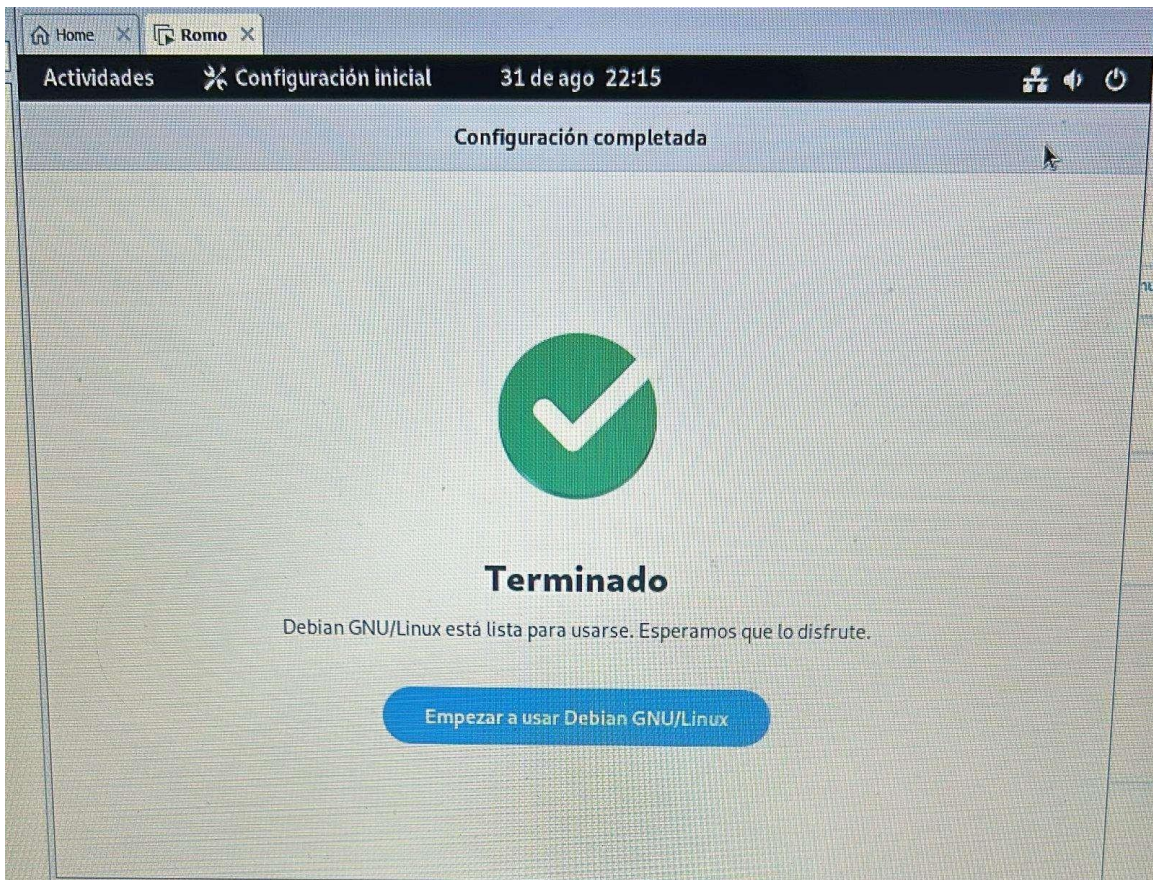 Home Romo
Actividades Configuración inicial 31 de ago 22:15
Configuración completada
Terminado
Debian GNU/Linux está lista para usarse. Esperamos que lo disfrute.
Empezar a usar Debian GNU/Linux